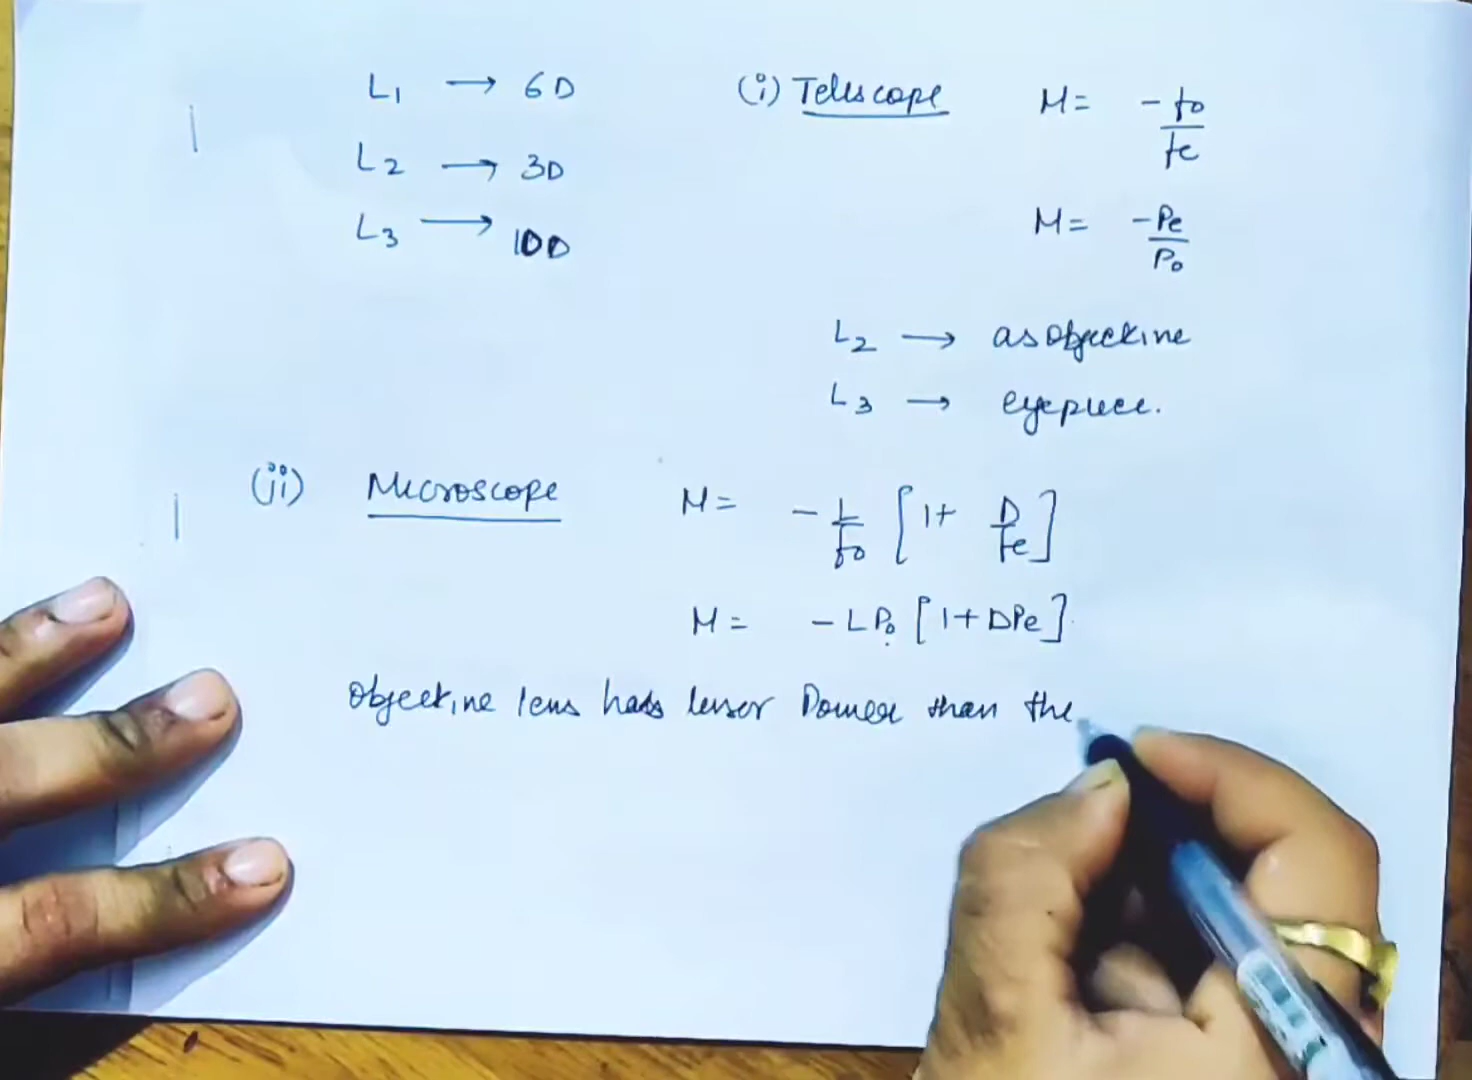 L1 → 6D
L2 → 3D
L3 → 10D
(i) Telescope M = -fo/fe
M = -Pe/Po
L2 → as objective
L3 → eyepiece.
(ii) Microscope M = -L/fo [1+ D/fe]
M = -LPo [1+DPe]
objective lens has lesser Power than the